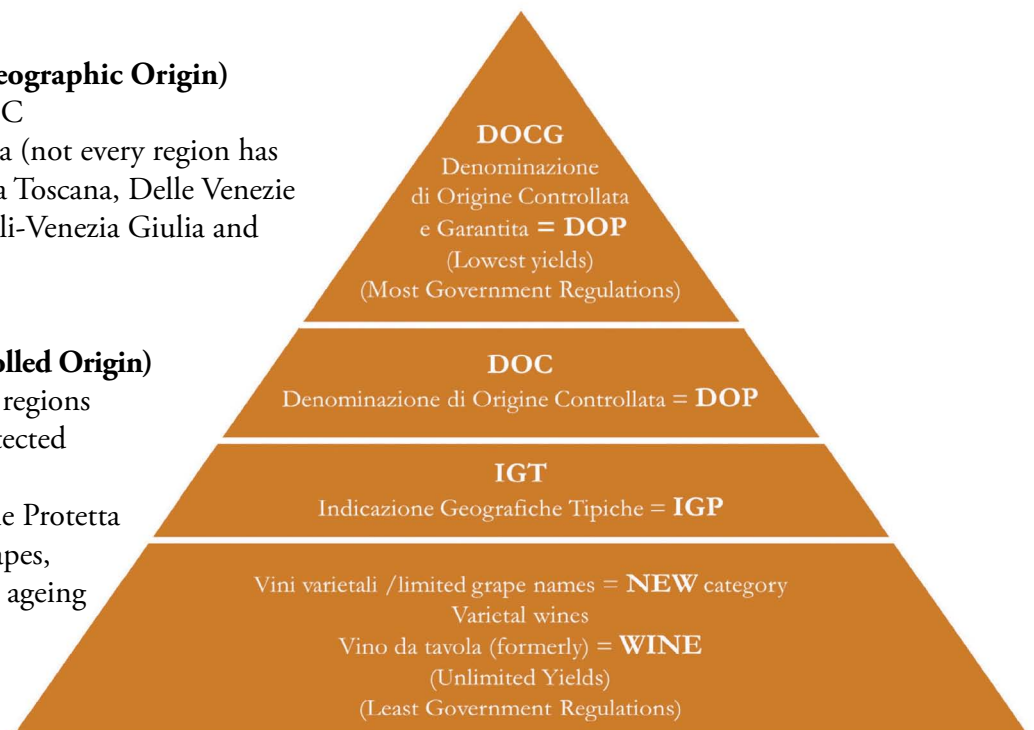 eographic Origin)
C
a (not every region has
a Toscana, Delle Venezie
li-Venezia Giulia and
olled Origin)
regions
tected
e Protetta
apes,
ageing
DOCG
Denominazione
di Origine Controllata
e Garantita = DOP
(Lowest yields)
(Most Government Regulations)
DOC
Denominazione di Origine Controllata = DOP
IGT
Indicazione Geografiche Tipiche = IGP
Vini varietali /limited grape names = NEW category
Varietal wines
Vino da tavola (formerly) = WINE
(Unlimited Yields)
(Least Government Regulations)